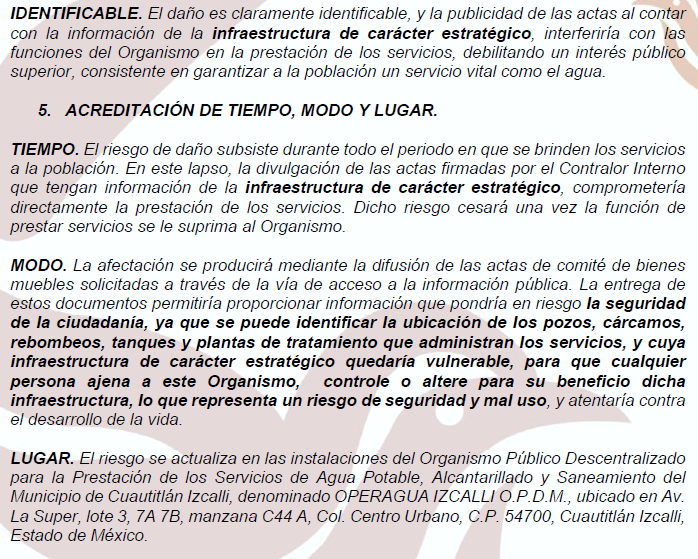 IDENTIFICABLE. El daño es claramente identificable, y la publicidad de las actas al contar
con la información de la infraestructura de carácter estratégico, interferiría con las
funciones del Organismo en la prestación de los servicios, debilitando un interés público
superior, consistente en garantizar a la población un servicio vital como el agua.
5. ACREDITACIÓN DE TIEMPO, MODO Y LUGAR.
TIEMPO. El riesgo de daño subsiste durante todo el periodo en que se brinden los servicios
a la población. En este lapso, la divulgación de las actas firmadas por el Contralor Interno
que tengan información de la infraestructura de carácter estratégico, comprometería
directamente la prestación de los servicios. Dicho riesgo cesará una vez la función de
prestar servicios se le suprima al Organismo.
MODO. La afectación se producirá mediante la difusión de las actas de comité de bienes
muebles solicitadas a través de la vía de acceso a la información pública. La entrega de
estos documentos permitiría proporcionar información que pondría en riesgo la seguridad
de la ciudadanía, ya que se puede identificar la ubicación de los pozos, cárcamos,
rebombeos, tanques y plantas de tratamiento que administran los servicios, y cuya
infraestructura de carácter estratégico quedaría vulnerable, para que cualquier
persona ajena a este Organismo, controle o altere para su beneficio dicha
infraestructura, lo que representa un riesgo de seguridad y mal uso, y atentaría contra
el desarrollo de la vida.
LUGAR. El riesgo se actualiza en las instalaciones del Organismo Público Descentralizado
para la Prestación de los Servicios de Agua Potable, Alcantarillado y Saneamiento del
Municipio de Cuautitlán Izcalli, denominado OPERAGUA IZCALLI O.P.D.M., ubicado en Av.
La Super, lote 3, 7A 7B, manzana C44 A, Col. Centro Urbano, C.P. 54700, Cuautitlán Izcalli,
Estado de México.